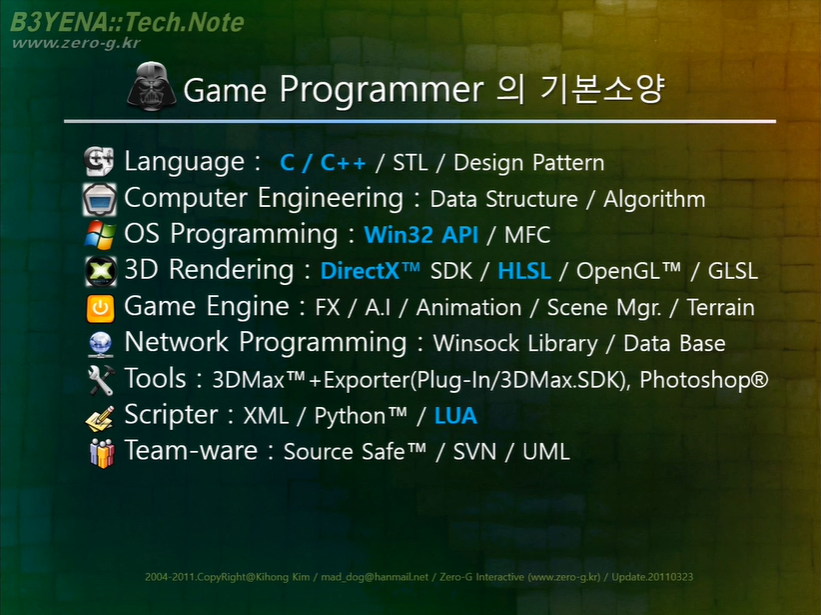 B3YENA::Tech.Note
www.zero-g.kr
Game Programmer 의 기본소양
Language : C / C++ / STL / Design Pattern
Computer Engineering : Data Structure / Algorithm
OS Programming : Win32 API / MFC
3D Rendering : DirectX™ SDK / HLSL / OpenGL™ / GLSL
Game Engine : FX / A.I / Animation / Scene Mgr. / Terrain
Network Programming : Winsock Library / Data Base
Tools : 3DMax™+Exporter(Plug-In/3DMax.SDK), Photoshop®
Scripter : XML / Python™ / LUA
Team-ware : Source Safe™ / SVN / UML
2004-2011.CopyRight@Kihong Kim / mad_dog@hanmail.net / Zero-G Interactive (www.zero-g.kr) / Update.20110323